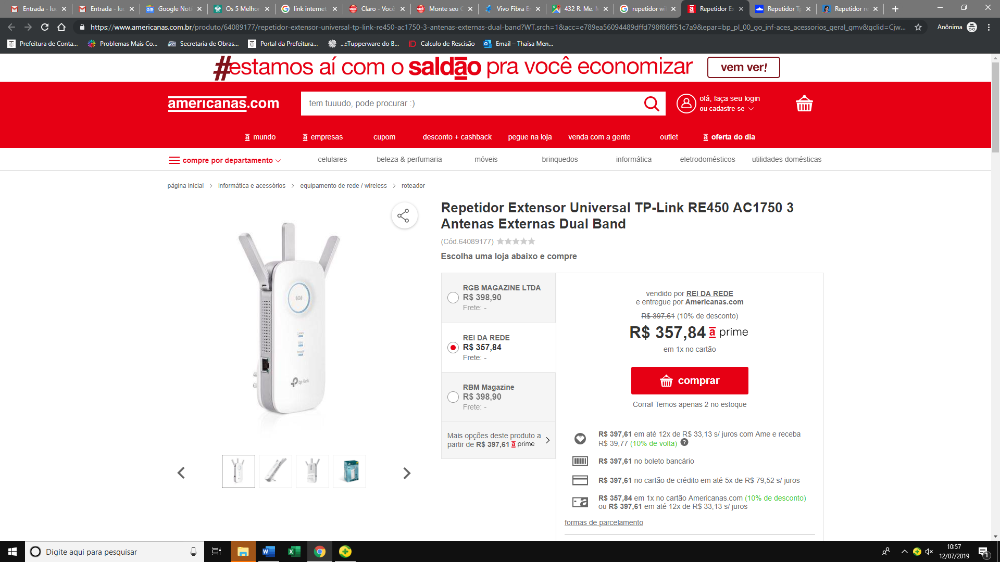 Entrada - luc
Entrada - luc
Google Notí
Os 5 Melhor
link internet
Claro - Você
Monte seu C
Vivo Fibra E
432 R. Me. M
repetidor wi
Repetidor Ex
Repetidor Tp
Repetidor re
https://www.americanas.com.br/produto/64089177/repetidor-extensor-universal-tp-link-re450-ac1750-3-antenas-externas-dual-band?WT.srch=1&acc=e789ea56094489dffd798f86ff51c7a9&epar=bp_pl_00_go_inf-aces_acessorios_geral_gmv&gclid=Cjw...
Anônima
Prefeitura de Conta...
Problemas Mais Co...
Secretaria de Obras...
Portal da Prefeitura...
...::Tupperware do B...
Calculo de Rescisão
Email – Thaisa Men...
#estamos aí com o saldão pra você economizar
vem ver!
americanas.com
tem tuuudo, pode procurar :)
olá, faça seu login
ou cadastre-se
a mundo
a empresas
cupom
desconto + cashback
pegue na loja
venda com a gente
outlet
a oferta do dia
compre por departamento
celulares
beleza & perfumaria
móveis
brinquedos
informática
eletrodomésticos
utilidades domésticas
página inicial > informática e acessórios > equipamento de rede / wireless > roteador
Repetidor Extensor Universal TP-Link RE450 AC1750 3
Antenas Externas Dual Band
(Cód.64089177)
Escolha uma loja abaixo e compre
tp-link
RGB MAGAZINE LTDA
R$ 398,90
Frete: -
REI DA REDE
R$ 357,84
Frete: -
RBM Magazine
R$ 398,90
Frete: -
Mais opções deste produto a
partir de R$ 397,61 a prime
vendido por REI DA REDE
e entregue por Americanas.com
R$ 397,61 (10% de desconto)
R$ 357,84 a prime
em 1x no cartão
comprar
Corra! Temos apenas 2 no estoque
R$ 397,61 em até 12x de R$ 33,13 s/ juros com Ame e receba
R$ 39,77 (10% de volta) ?
R$ 397,61 no boleto bancário
R$ 397,61 no cartão de crédito em até 5x de R$ 79,52 s/ juros
R$ 357,84 em 1x no cartão Americanas.com (10% de desconto)
ou R$ 397,61 em até 12x de R$ 33,13 s/ juros
formas de parcelamento
Digite aqui para pesquisar
10:57
12/07/2019
1